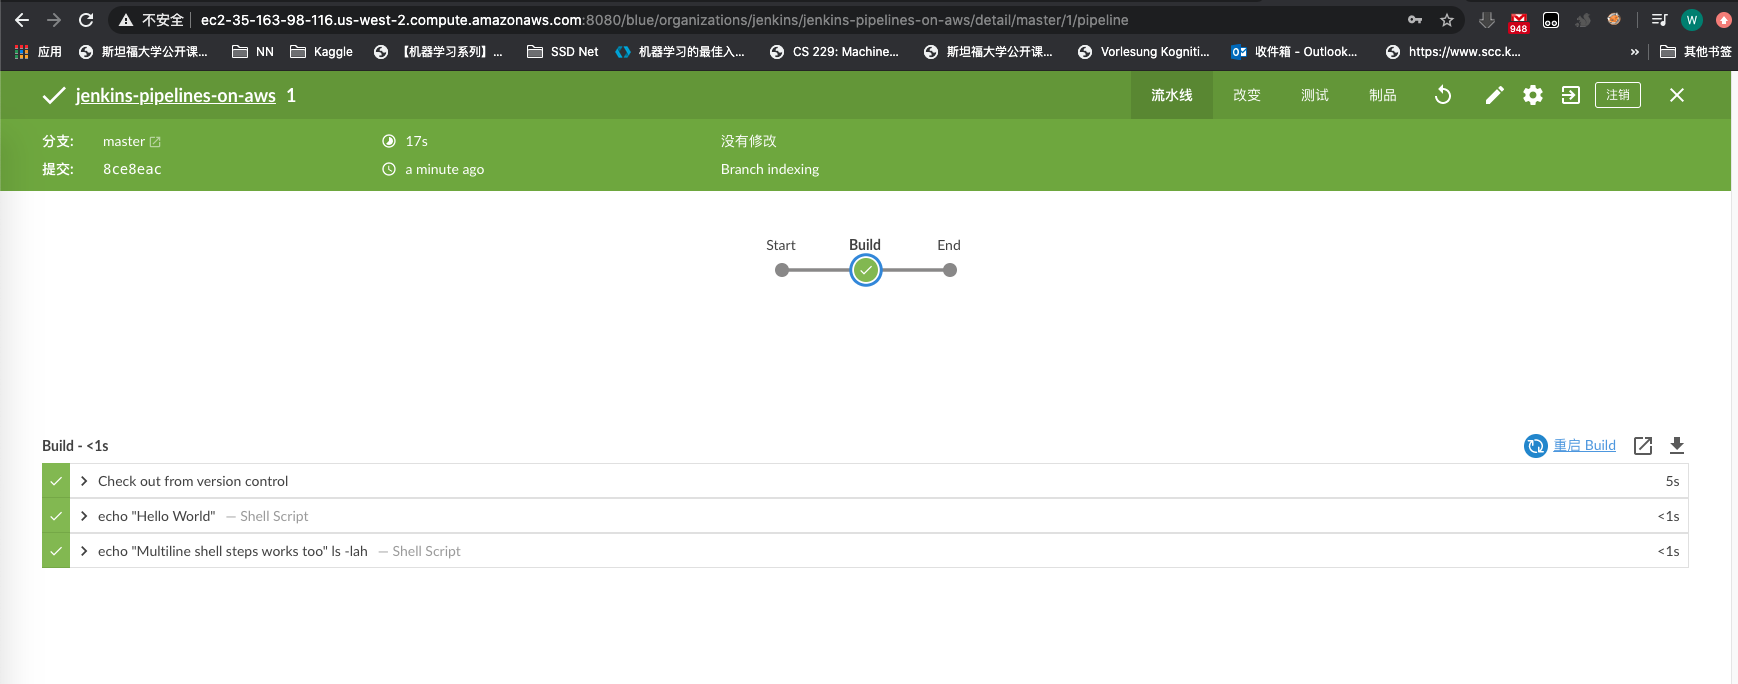 不安全 ec2-35-163-98-116.us-west-2.compute.amazonaws.com:8080/blue/organizations/jenkins/jenkins-pipelines-on-aws/detail/master/1/pipeline 948 W
应用 斯坦福大学公开课... NN Kaggle 【机器学习系列】... SSD Net 机器学习的最佳入... CS 229: Machine... 斯坦福大学公开课... Vorlesung Kogniti... 收件箱 - Outlook... https://www.scc.k... » 其他书签
jenkins-pipelines-on-aws 1 流水线 改变 测试 制品 注销
分支: master 17s 没有修改
提交: 8ce8eac a minute ago Branch indexing
Start Build End
Build - <1s 重启 Build
Check out from version control 5s
echo "Hello World" — Shell Script <1s
echo "Multiline shell steps works too" ls -lah — Shell Script <1s